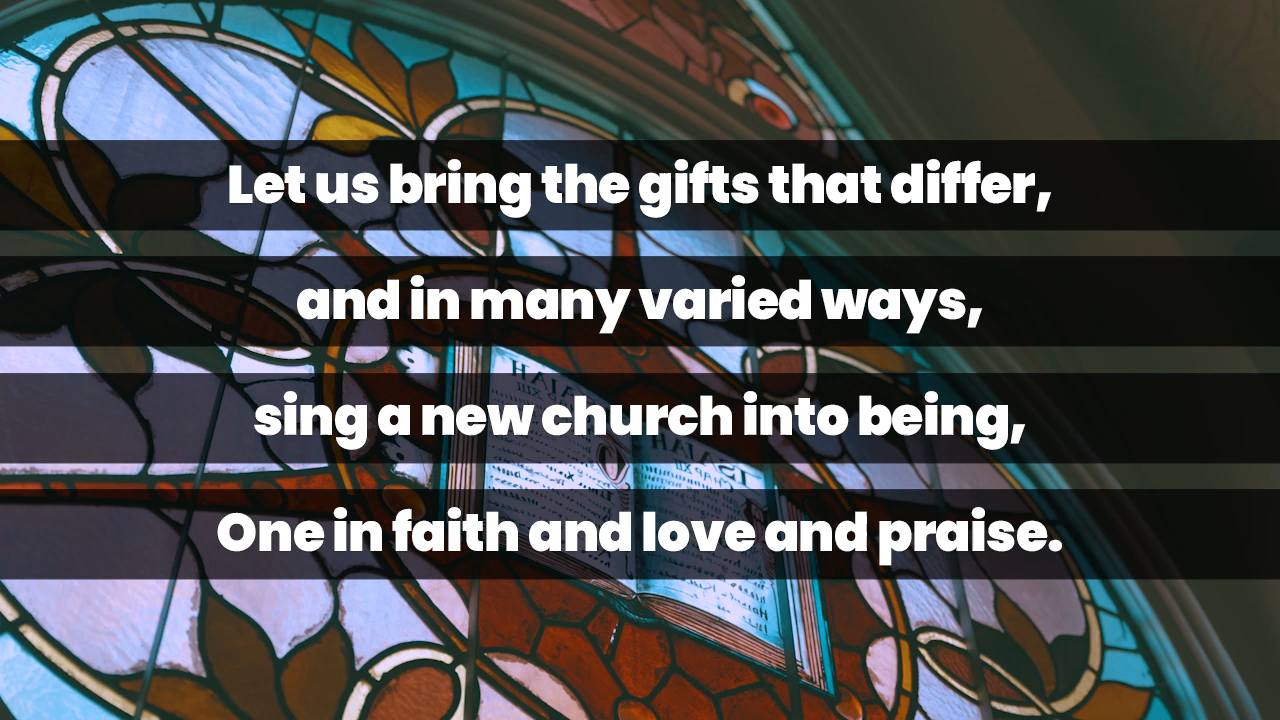 Let us bring the gifts that differ,
and in many varied ways,
sing a new church into being,
One in faith and love and praise.
ISAIAH